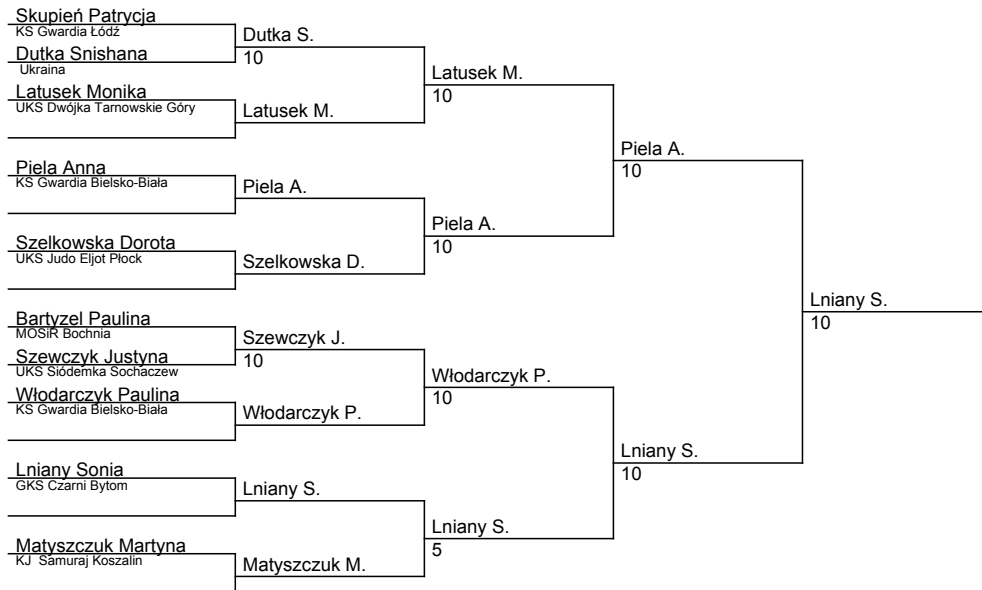 Skupień Patrycja
KS Gwardia Łódź
Dutka Snishana
Ukraina
Latusek Monika
UKS Dwójka Tarnowskie Góry
Piela Anna
KS Gwardia Bielsko-Biała
Szelkowska Dorota
UKS Judo Eljot Płock
Bartyzel Paulina
MOSiR Bochnia
Szewczyk Justyna
UKS Siódemka Sochaczew
Włodarczyk Paulina
KS Gwardia Bielsko-Biała
Lniany Sonia
GKS Czarni Bytom
Matyszczuk Martyna
KJ Samuraj Koszalin
Dutka S.
10
Latusek M.
Piela A.
Szelkowska D.
Szewczyk J.
10
Włodarczyk P.
Lniany S.
Matyszczuk M.
Latusek M.
10
Piela A.
10
Włodarczyk P.
10
Lniany S.
5
Piela A.
10
Lniany S.
10
Lniany S.
10